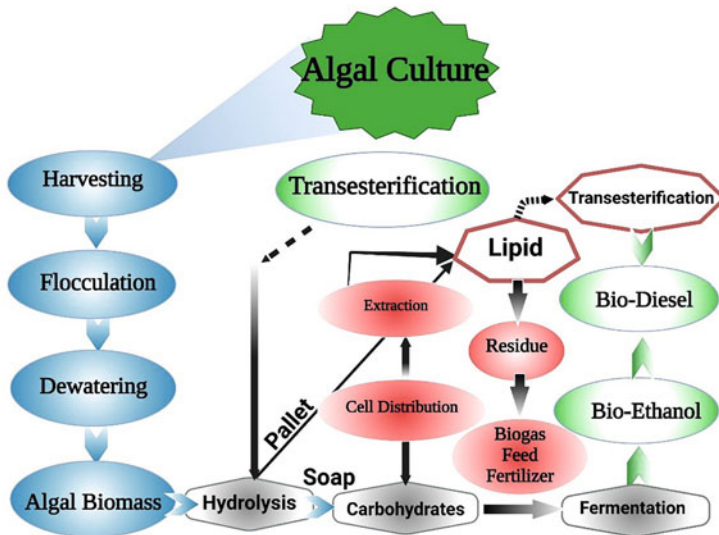 Algal Culture
Harvesting
Transesterification
Transesterification
Lipid
Flocculation
Extraction
Bio-Diesel
Residue
Dewatering
Cell Distribution
Bio-Ethanol
Pallet
Biogas
Feed
Fertilizer
Soap
Algal Biomass
Hydrolysis
Carbohydrates
Fermentation